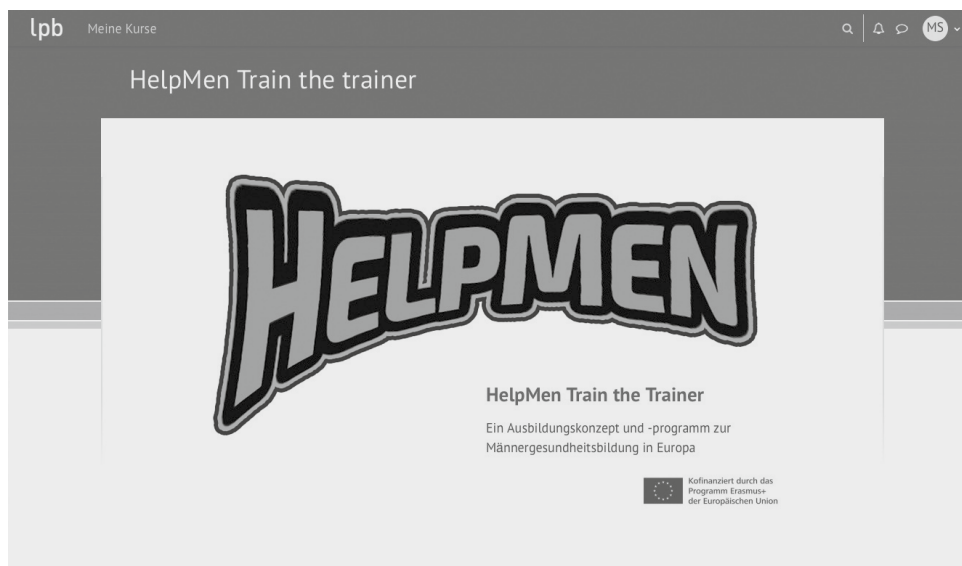 lpb Meine Kurse MS
HelpMen Train the trainer
HELPMEN
HelpMen Train the Trainer
Ein Ausbildungskonzept und -programm zur
Männergesundheitsbildung in Europa
Kofinanziert durch das
Programm Erasmus+
der Europäischen Union